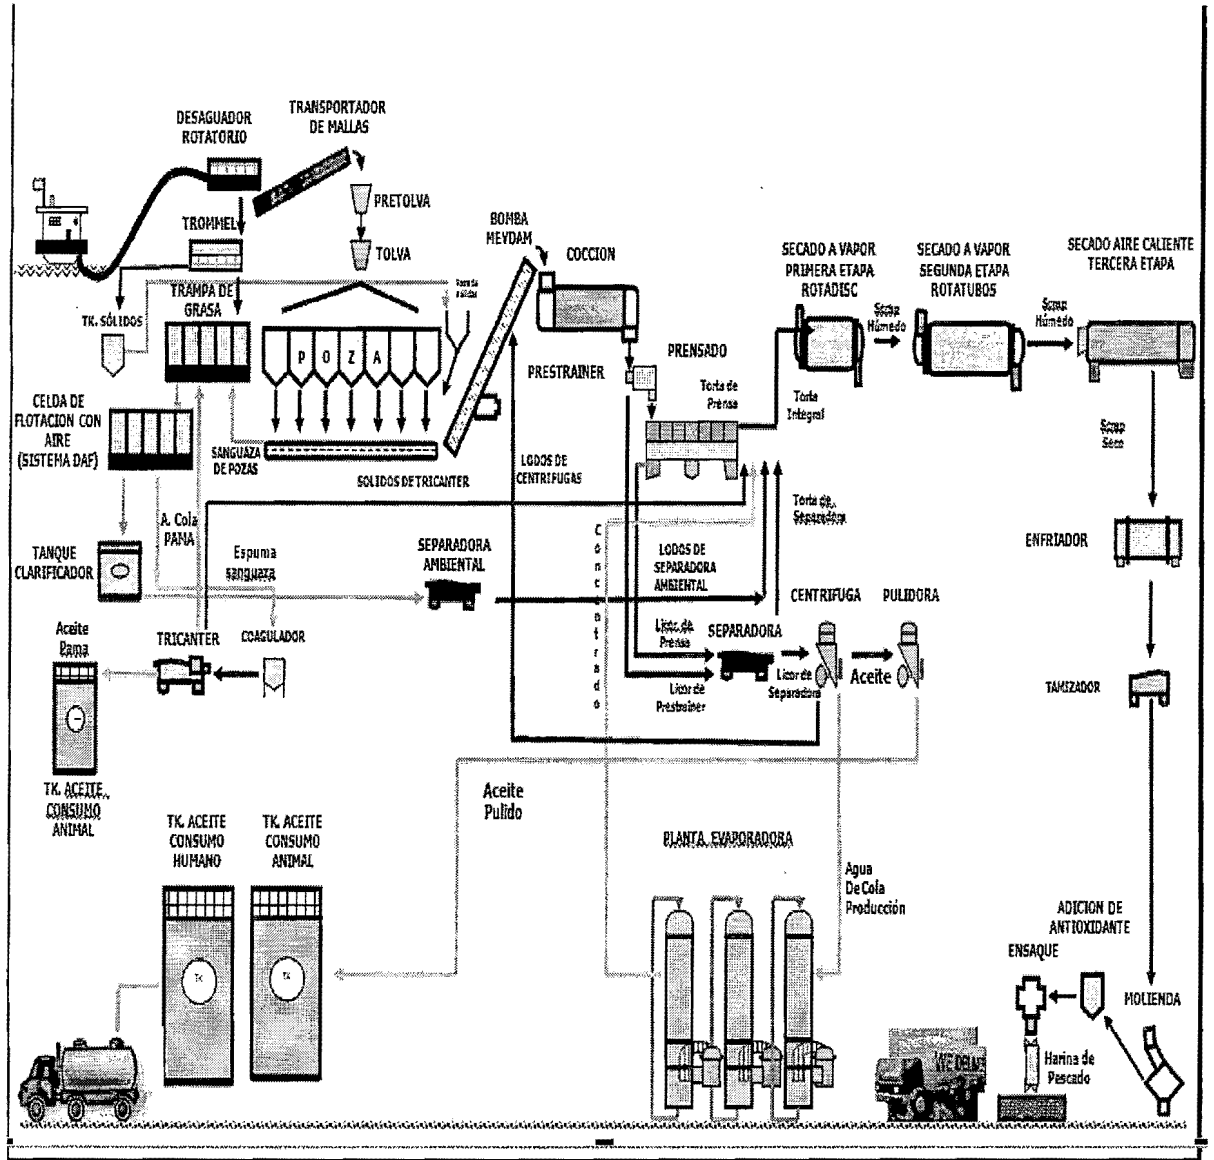 DESAGUADOR
ROTATORIO
TRANSPORTADOR
DE MALLAS
PRETOLVA
TROMMEL
TOLVA
BOMBA
MEVDAM
COCCION
SECADO A VAPOR
PRIMERA ETAPA
ROTADISC
SECADO A VAPOR
SEGUNDA ETAPA
ROTATUBOS
SECADO AIRE CALIENTE
TERCERA ETAPA
TRAMPA DE
GRASA
TK. SÓLIDOS
Scrap
Húmedo
Scrap
Húmedo
P O Z A
PRESTRAINER
PRENSADO
Torta de
Prensa
Torta
Integral
CELDA DE
FLOTACION CON
AIRE
(SISTEMA DAF)
SANGUAZA
DE POZAS
SOLIDOS DE TRICANTER
LODOS DE
CENTRIFUGAS
Scrap
Seco
A. Cola
PAMA
Espuma
sanguaza
TANQUE
CLARIFICADOR
SEPARADORA
AMBIENTAL
Concentrado
LODOS DE
SEPARADORA
AMBIENTAL
Torta de
Separadora
ENFRIADOR
CENTRIFUGA
PULIDORA
Aceite
Pama
TRICANTER
COAGULADOR
Licor de
Prensa
SEPARADORA
Licor de
Separadora
Aceite
Licor de
Prestrainer
TAMIZADOR
TK. ACEITE
CONSUMO
ANIMAL
Aceite
Pulido
TK. ACEITE
CONSUMO
HUMANO
TK. ACEITE
CONSUMO
ANIMAL
PLANTA EVAPORADORA
Agua
De Cola
Producción
ADICION DE
ANTIOXIDANTE
ENSAQUE
MOLIENDA
TK
TK
Harina de
Pescado